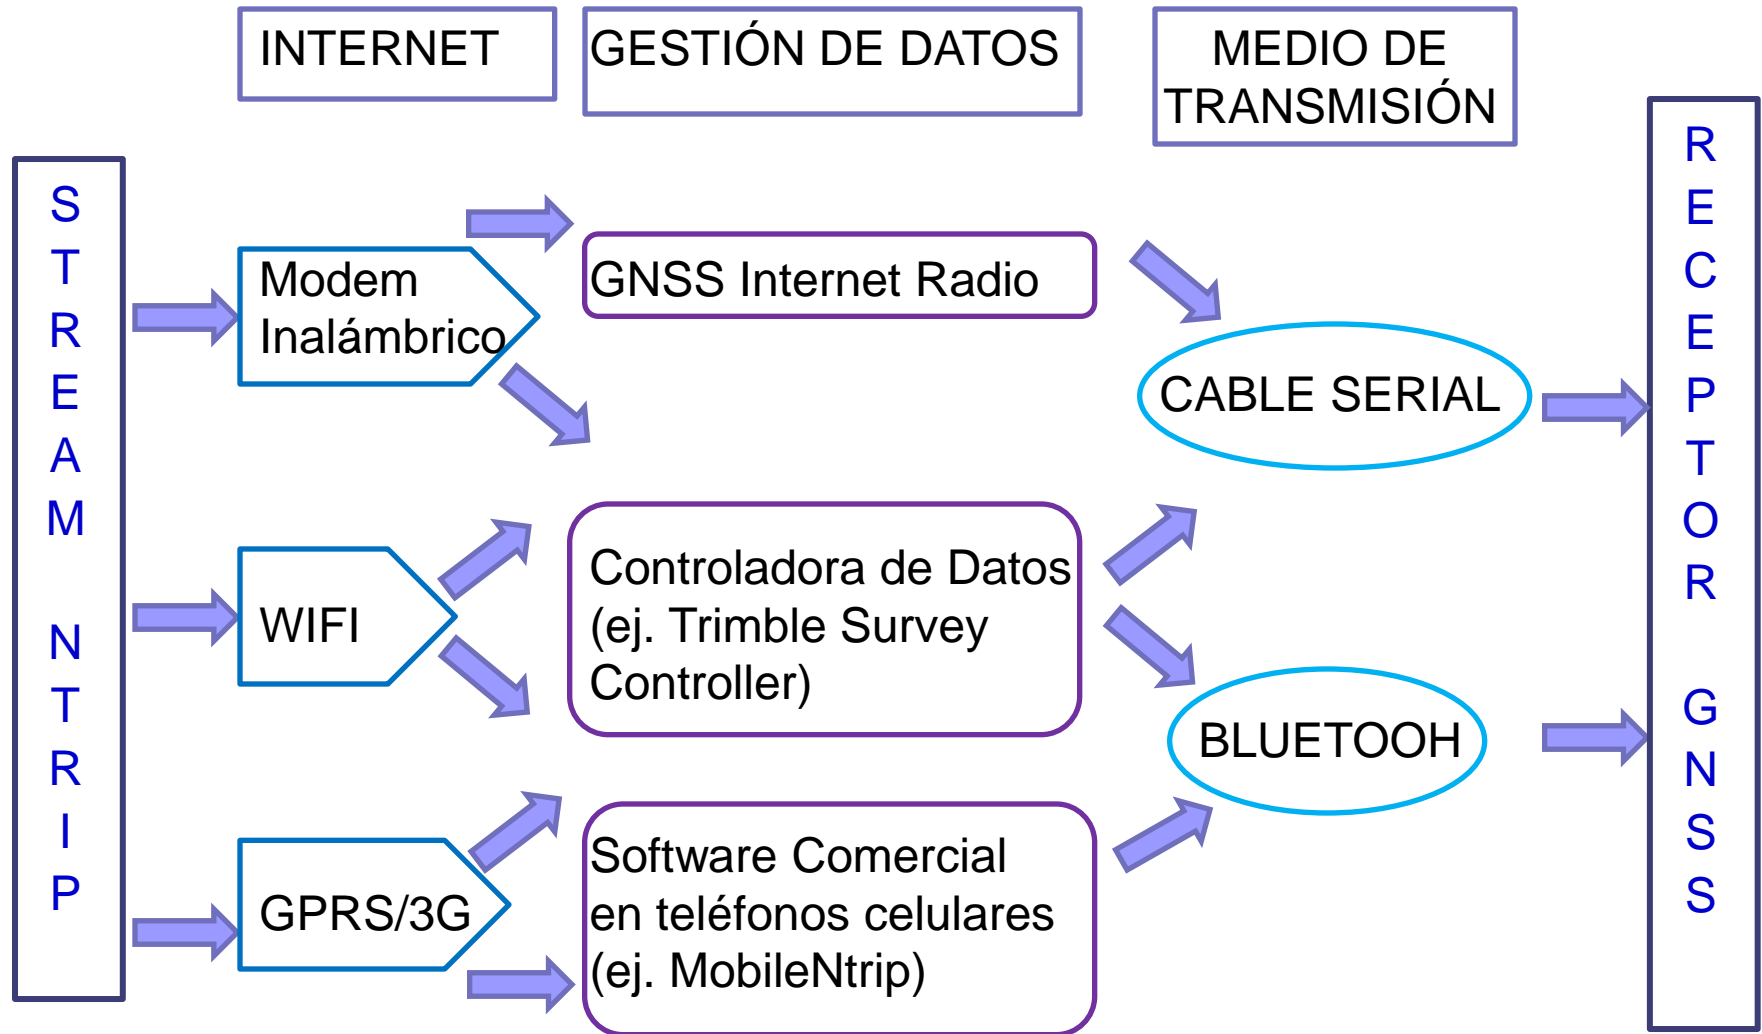 INTERNET
GESTIÓN DE DATOS
MEDIO DE
TRANSMISIÓN
STREAM NTRIP
Modem
Inalámbrico
WIFI
GPRS/3G
GNSS Internet Radio
Controladora de Datos
(ej. Trimble Survey
Controller)
Software Comercial
en teléfonos celulares
(ej. MobileNtrip)
CABLE SERIAL
BLUETOOH
RECEPTOR GNSS